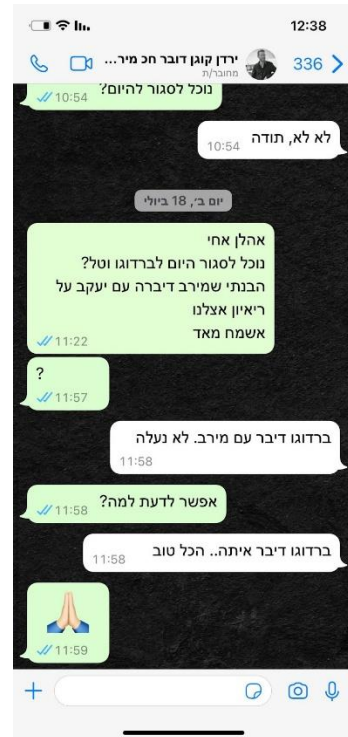 12:38
336
ירדן קוגן דובר חכ מיר...
מחובר/ת
נוכל לסגור להיום?
10:54
לא לא, תודה
10:54
יום ב׳, 18 ביולי
אהלן אחי
נוכל לסגור היום לברדוגו וטל?
הבנתי שמירב דיברה עם יעקב על
ריאיון אצלנו
אשמח מאד
11:22
?
11:57
ברדוגו דיבר עם מירב. לא נעלה
11:58
אפשר לדעת למה?
11:58
ברדוגו דיבר איתה.. הכל טוב
11:58
11:59